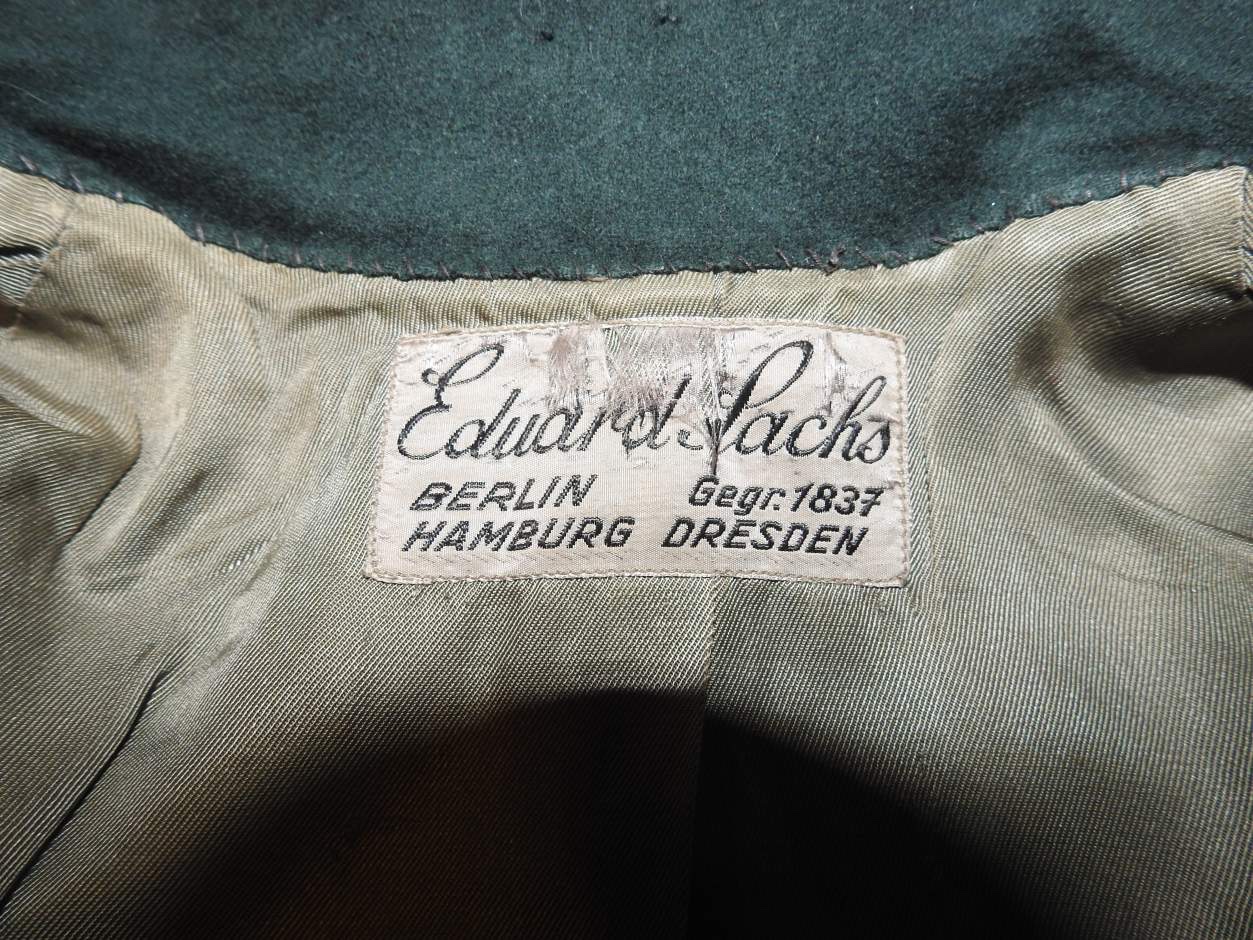 Eduard Sachs
BERLIN Gegr. 1837
HAMBURG DRESDEN